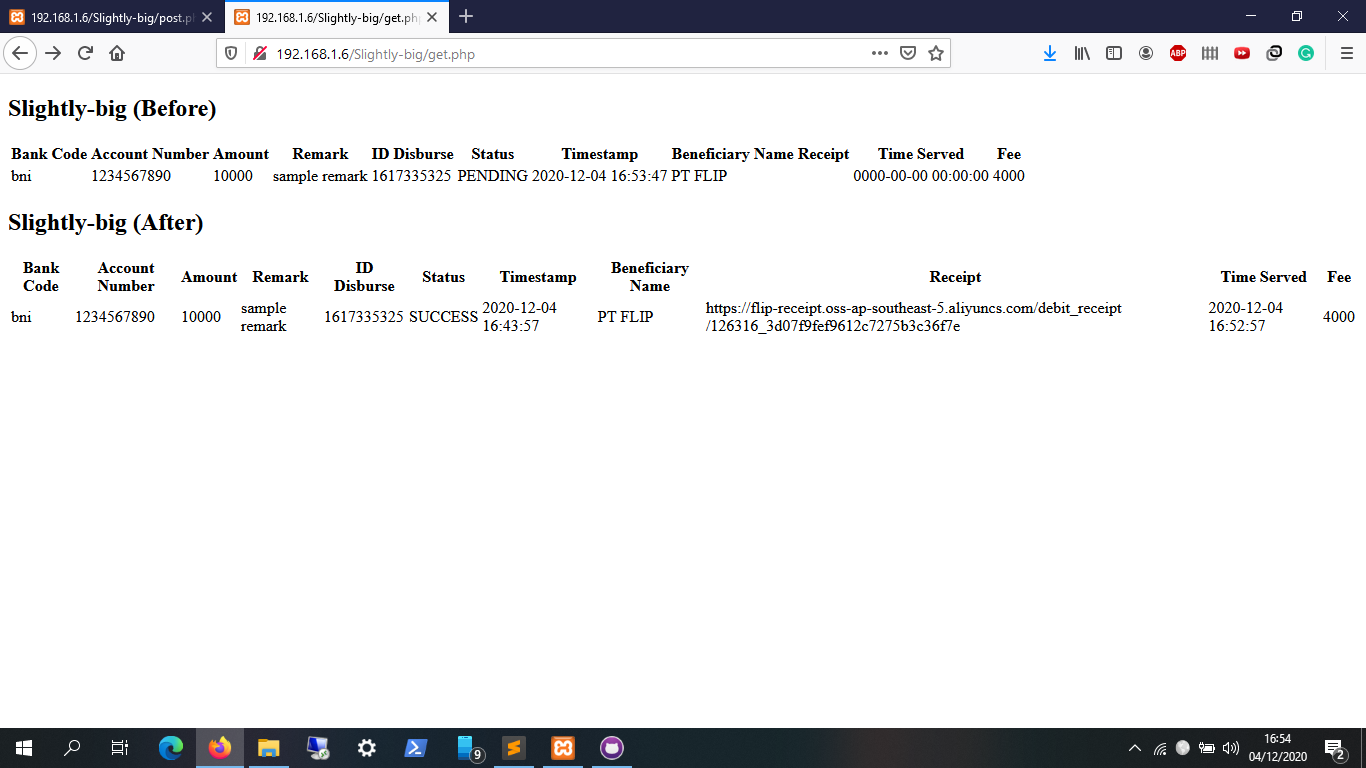 192.168.1.6/Slightly-big/post.p
192.168.1.6/Slightly-big/get.ph
192.168.1.6/Slightly-big/get.php
ABP
Slightly-big (Before)
Bank Code Account Number Amount Remark ID Disburse Status Timestamp Beneficiary Name Receipt Time Served Fee
bni 1234567890 10000 sample remark 1617335325 PENDING 2020-12-04 16:53:47 PT FLIP 0000-00-00 00:00:00 4000
Slightly-big (After)
Bank Code Account Number Amount Remark ID Disburse Status Timestamp Beneficiary Name Receipt Time Served Fee
bni 1234567890 10000 sample remark 1617335325 SUCCESS 2020-12-04 16:43:57 PT FLIP https://flip-receipt.oss-ap-southeast-5.aliyuncs.com/debit_receipt
/126316_3d07f9fef9612c7275b3c36f7e 2020-12-04 16:52:57 4000
9
16:54
04/12/2020
2